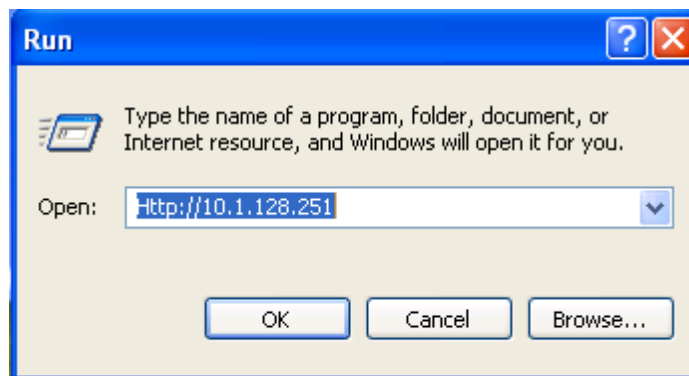 Run
Type the name of a program, folder, document, or
Internet resource, and Windows will open it for you.
Open: Http://10.1.128.251
OK Cancel Browse...